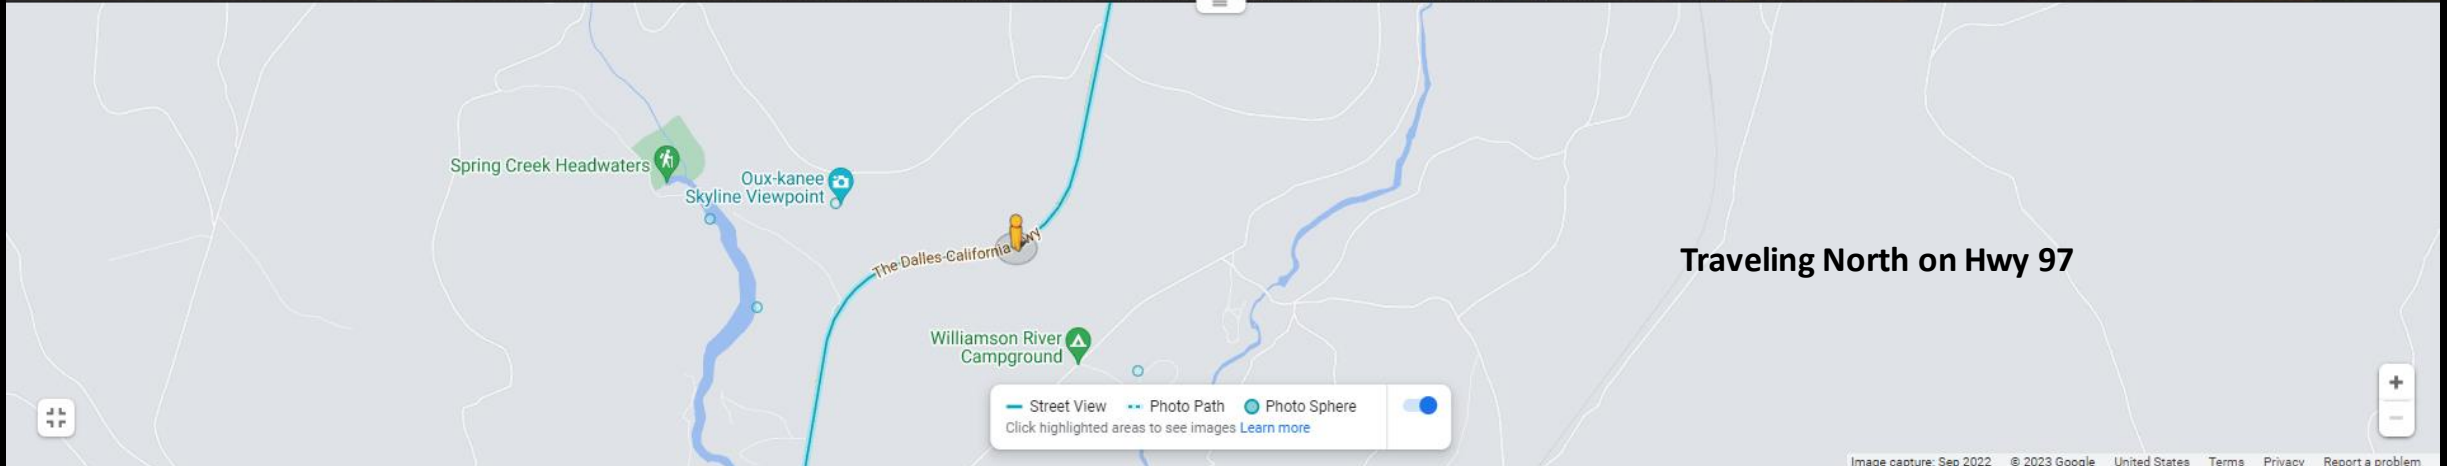 Spring Creek Headwaters
Oux-kanee
Skyline Viewpoint
The Dalles-California Hwy
Traveling North on Hwy 97
Williamson River
Campground
Street View Photo Path Photo Sphere
Click highlighted areas to see images Learn more
Image capture: Sep 2022 © 2023 Google United States Terms Privacy Report a problem